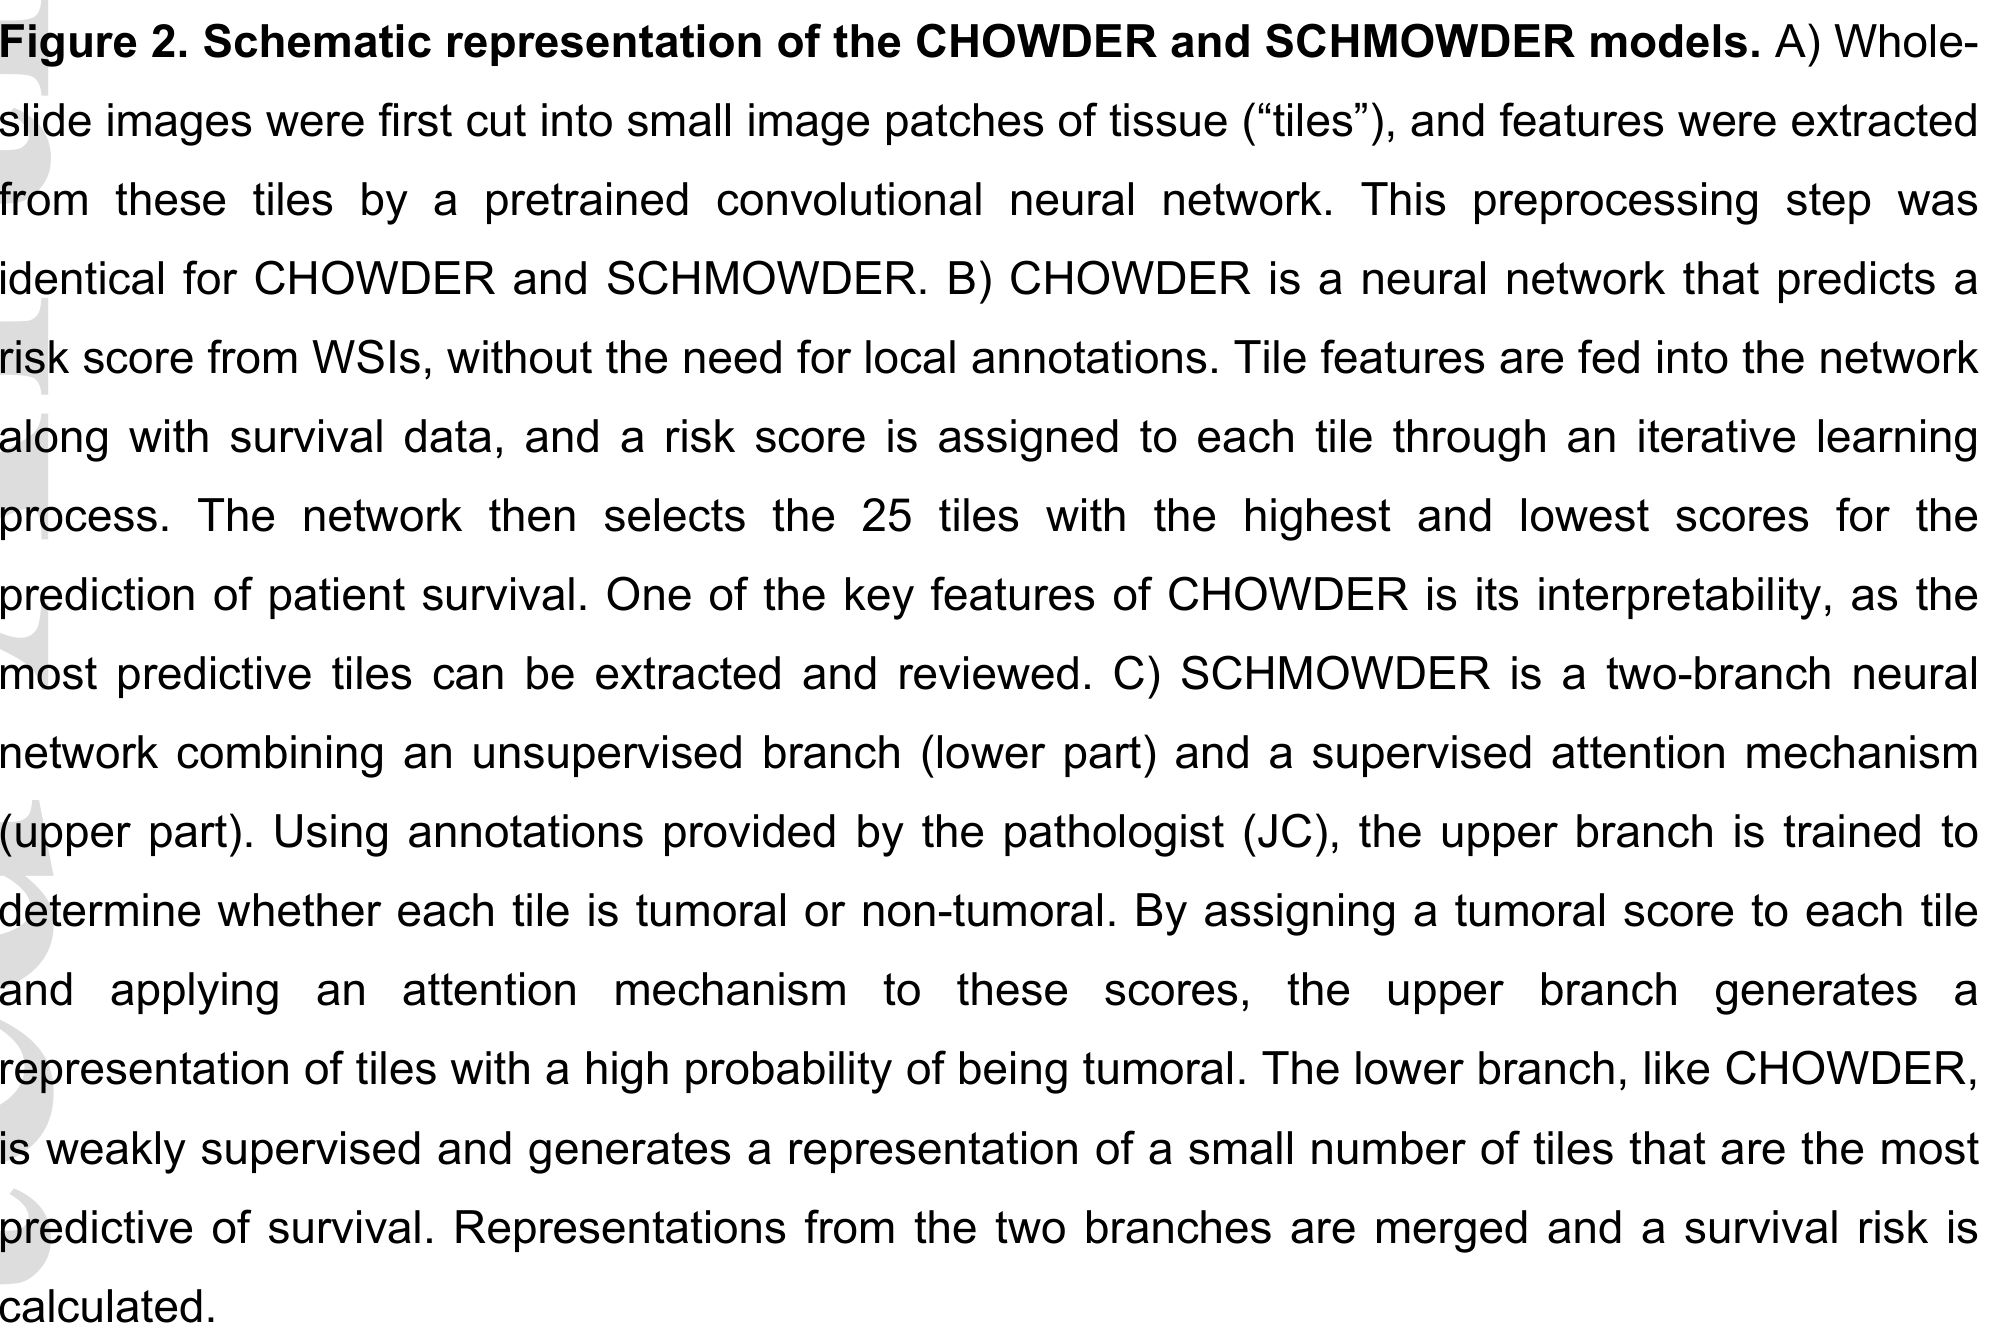 Figure 2. Schematic representation of the CHOWDER and SCHMOWDER models. A) Whole-
slide images were first cut into small image patches of tissue (“tiles”), and features were extracted
from these tiles by a pretrained convolutional neural network. This preprocessing step was
identical for CHOWDER and SCHMOWDER. B) CHOWDER is a neural network that predicts a
risk score from WSIs, without the need for local annotations. Tile features are fed into the network
along with survival data, and a risk score is assigned to each tile through an iterative learning
process. The network then selects the 25 tiles with the highest and lowest scores for the
prediction of patient survival. One of the key features of CHOWDER is its interpretability, as the
most predictive tiles can be extracted and reviewed. C) SCHMOWDER is a two-branch neural
network combining an unsupervised branch (lower part) and a supervised attention mechanism
(upper part). Using annotations provided by the pathologist (JC), the upper branch is trained to
determine whether each tile is tumoral or non-tumoral. By assigning a tumoral score to each tile
and applying an attention mechanism to these scores, the upper branch generates a
representation of tiles with a high probability of being tumoral. The lower branch, like CHOWDER,
is weakly supervised and generates a representation of a small number of tiles that are the most
predictive of survival. Representations from the two branches are merged and a survival risk is
calculated.